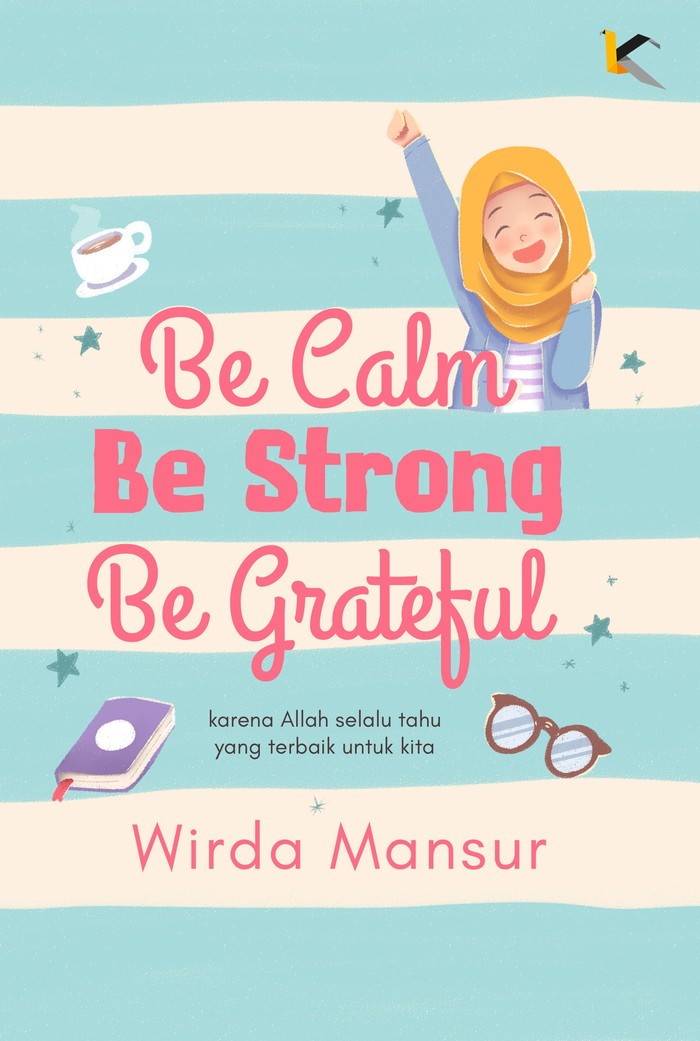 Be Calm
Be Strong
Be Grateful
karena Allah selalu tahu
yang terbaik untuk kita
Wirda Mansur